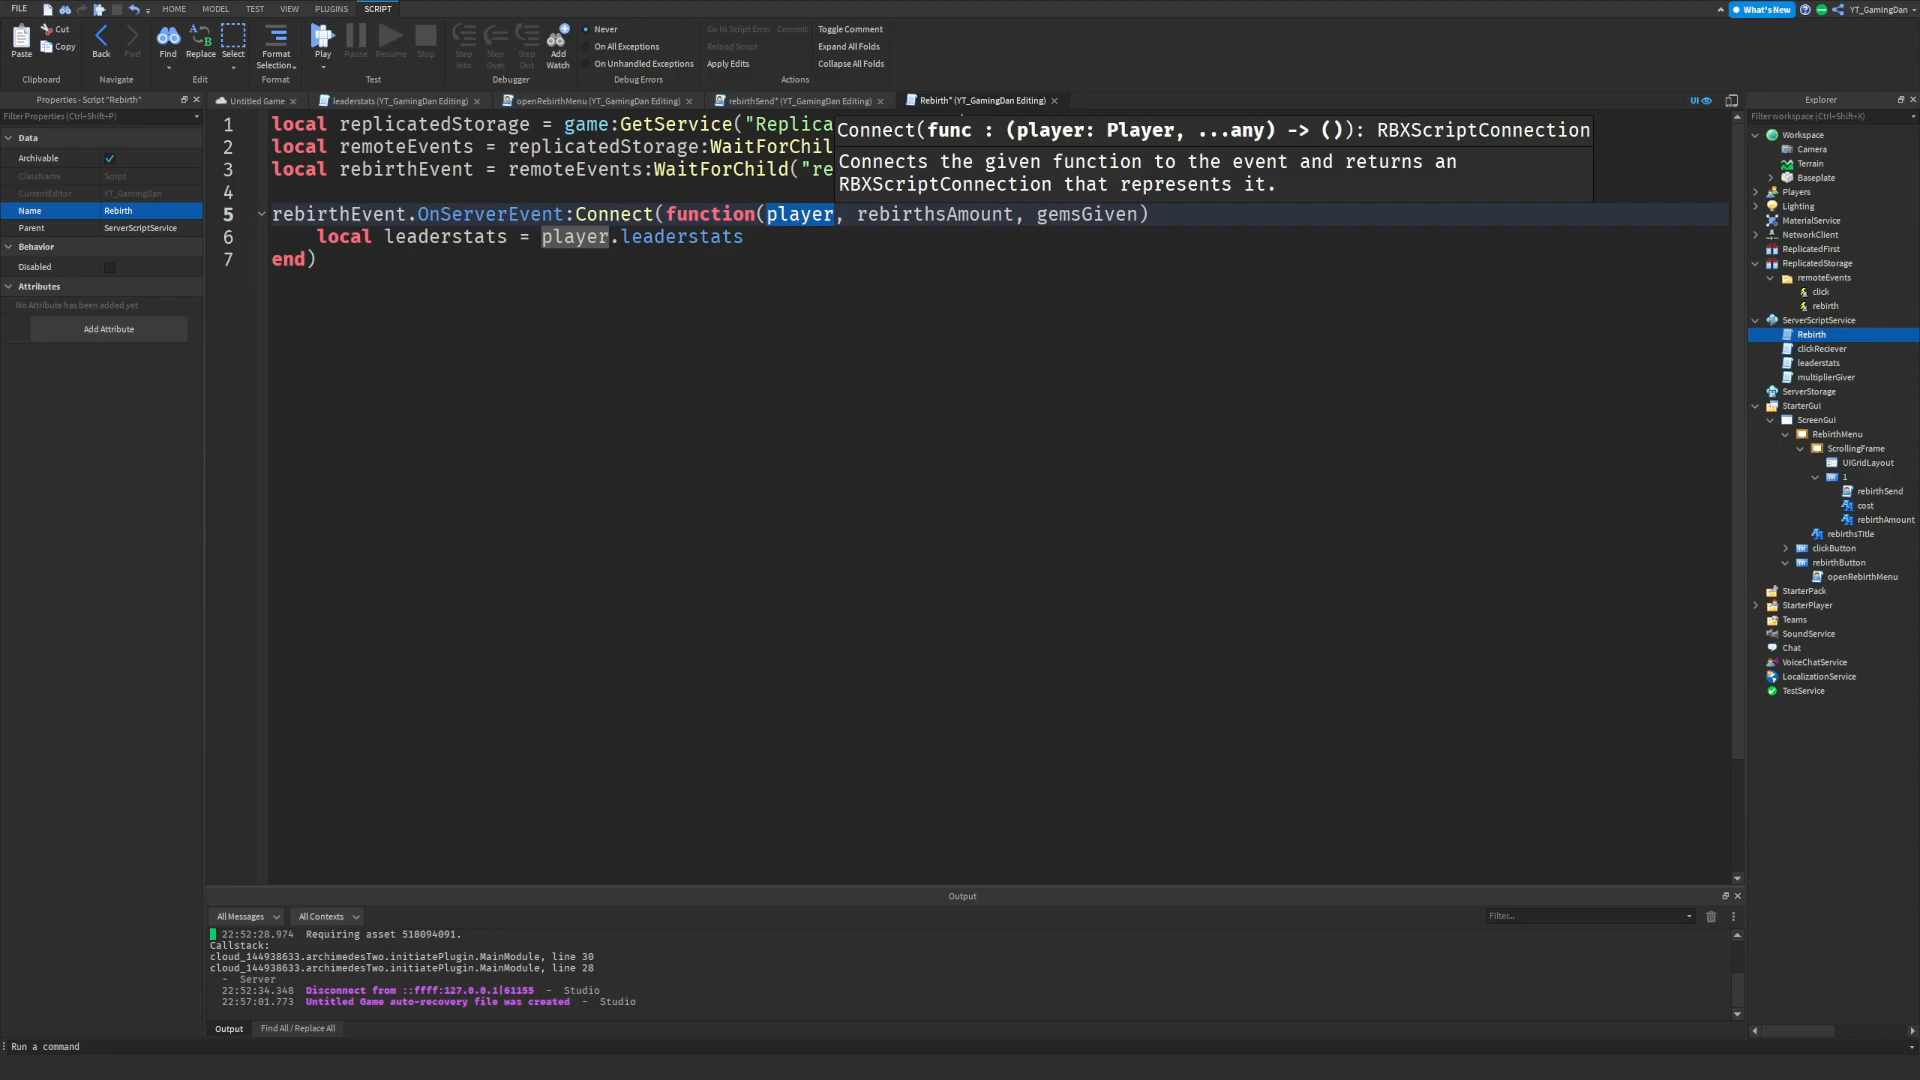 FILE HOME MODEL TEST VIEW PLUGINS SCRIPT What's New YT_GamingDan
Paste Cut Copy Back Fwd Find Replace Select Format Selection Play Pause Resume Stop Step Into Step Over Step Out Add Watch
Never
On All Exceptions
On Unhandled Exceptions
Go to Script Error Commit
Reload Script
Apply Edits
Toggle Comment
Expand All Folds
Collapse All Folds
Clipboard Navigate Edit Format Test Debugger Debug Errors Actions
Properties - Script "Rebirth"
Filter Properties (Ctrl+Shift+P)
Data
Archivable
ClassName Script
CurrentEditor YT_GamingDan
Name Rebirth
Parent ServerScriptService
Behavior
Disabled
Attributes
No Attribute has been added yet
Add Attribute
Untitled Game leaderstats (YT_GamingDan Editing) openRebirthMenu (YT_GamingDan Editing) rebirthSend* (YT_GamingDan Editing) Rebirth* (YT_GamingDan Editing) UI
1 local replicatedStorage = game:GetService("Replica
2 local remoteEvents = replicatedStorage:WaitForChil
3 local rebirthEvent = remoteEvents:WaitForChild("re
4
5 rebirthEvent.OnServerEvent:Connect(function(player, rebirthsAmount, gemsGiven)
6 local leaderstats = player.leaderstats
7 end)
Connect(func : (player: Player, ...any) -> ()): RBXScriptConnection
Connects the given function to the event and returns an
RBXScriptConnection that represents it.
Explorer
Filter workspace (Ctrl+Shift+X)
Workspace
Camera
Terrain
Baseplate
Players
Lighting
MaterialService
NetworkClient
ReplicatedFirst
ReplicatedStorage
remoteEvents
click
rebirth
ServerScriptService
Rebirth
clickReciever
leaderstats
multiplierGiver
ServerStorage
StarterGui
ScreenGui
RebirthMenu
ScrollingFrame
UIGridLayout
1
rebirthSend
cost
rebirthAmount
rebirthsTitle
clickButton
rebirthButton
openRebirthMenu
StarterPack
StarterPlayer
Teams
SoundService
Chat
VoiceChatService
LocalizationService
TestService
Output
All Messages All Contexts Filter...
22:52:28.974 Requiring asset 518094091.
Callstack:
cloud_144938633.archimedesTwo.initiatePlugin.MainModule, line 30
cloud_144938633.archimedesTwo.initiatePlugin.MainModule, line 28
- Server
22:52:34.348 Disconnect from ::ffff:127.0.0.1|61155 - Studio
22:57:01.773 Untitled Game auto-recovery file was created - Studio
Output Find All / Replace All
Run a command